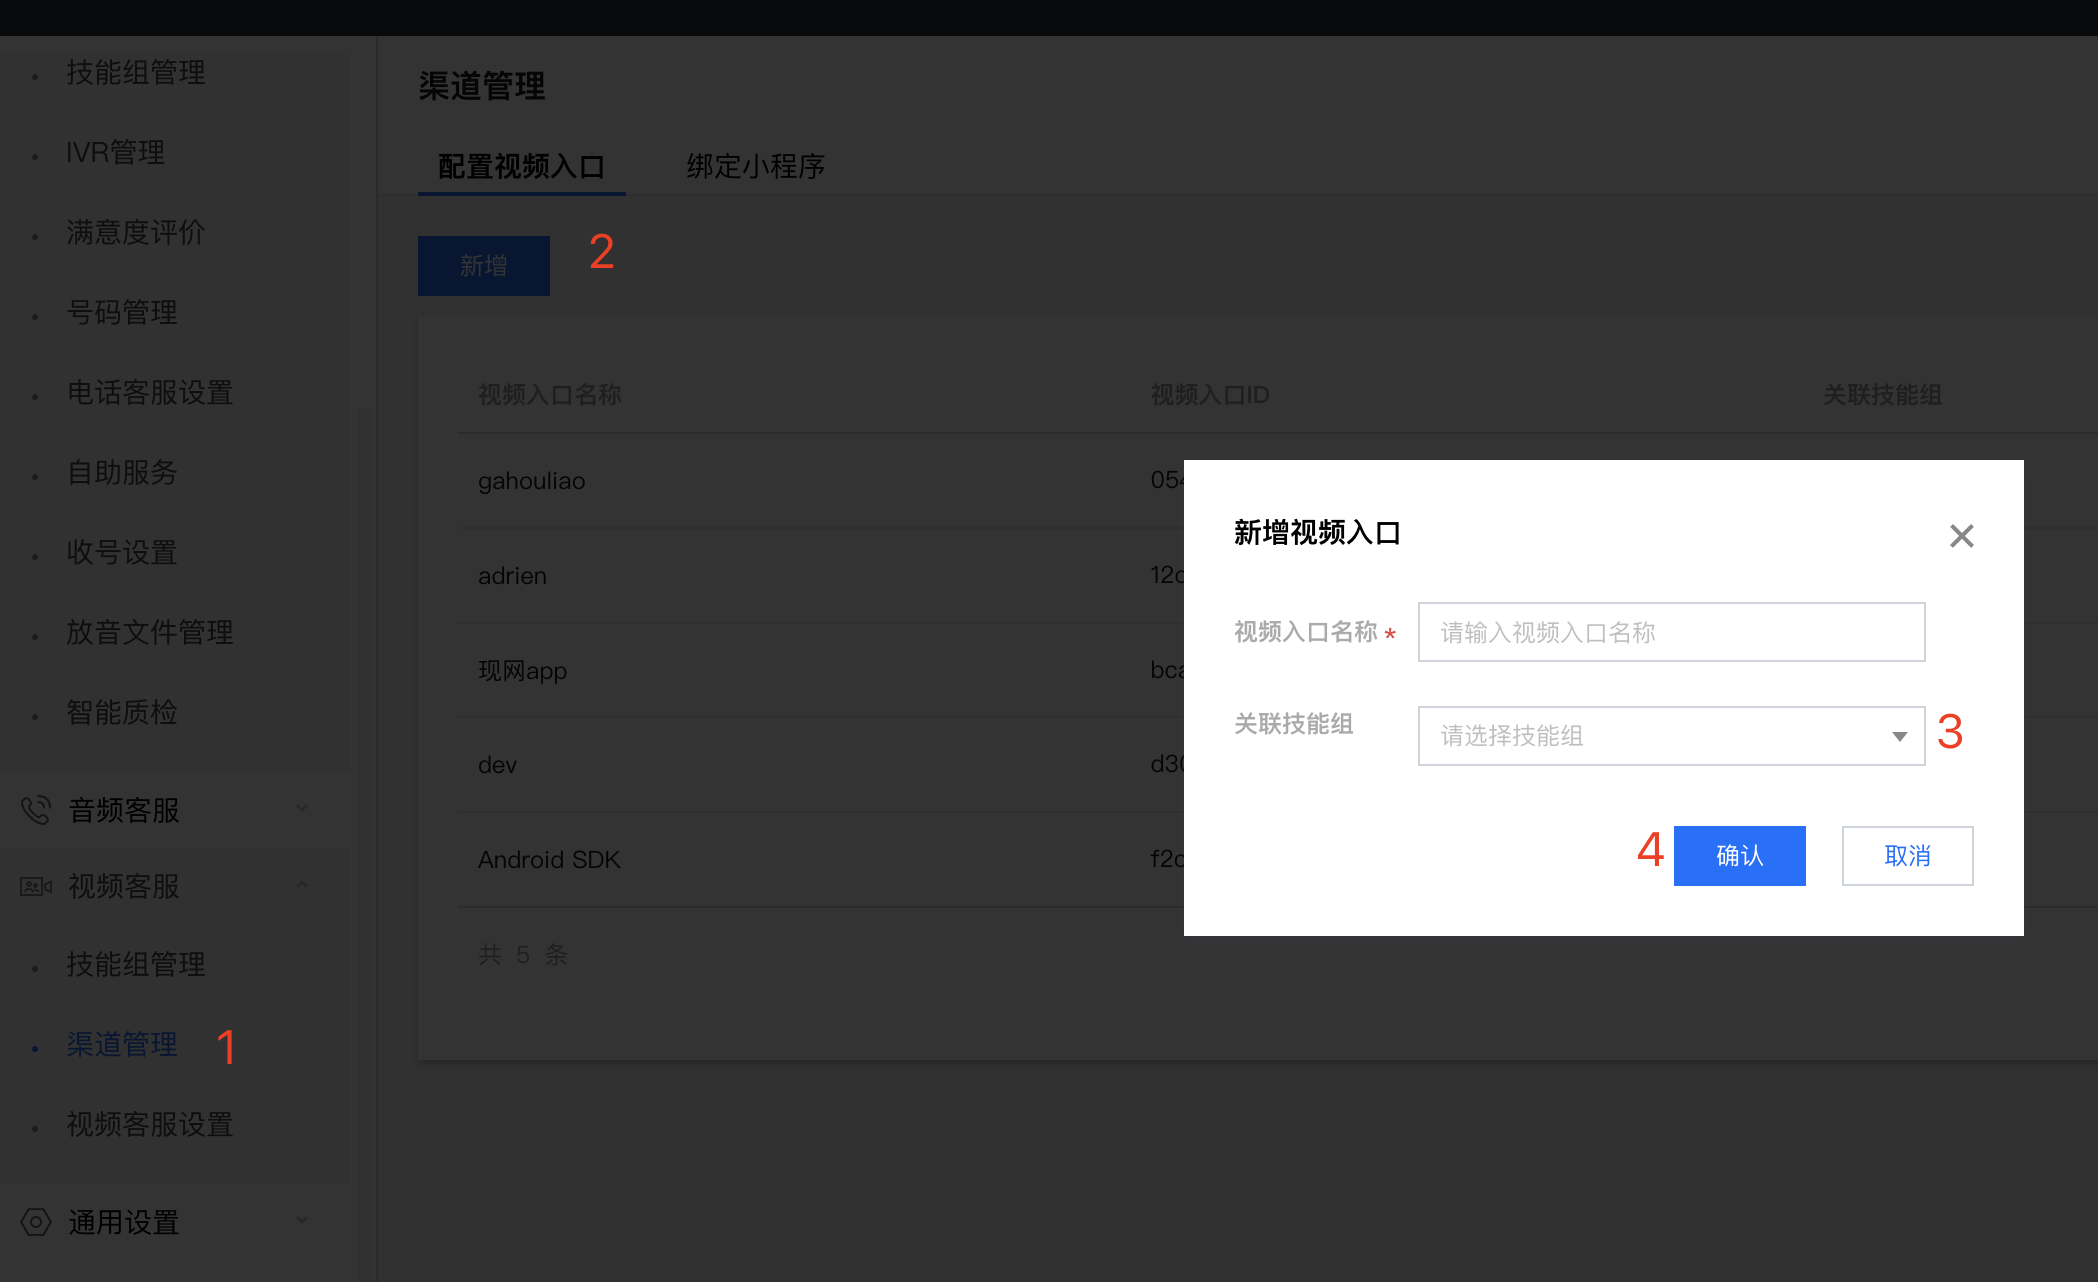 技能组管理
IVR管理
满意度评价
号码管理
电话客服设置
自助服务
收号设置
放音文件管理
智能质检
音频客服
视频客服
技能组管理
渠道管理 1
视频客服设置
通用设置
渠道管理
配置视频入口 绑定小程序
新增 2
视频入口名称 视频入口ID 关联技能组
gahouliao 054
adrien 12c
现网app bca
dev d30
Android SDK f2c
共 5 条
新增视频入口
视频入口名称 * 请输入视频入口名称
关联技能组 请选择技能组 3
4 确认 取消